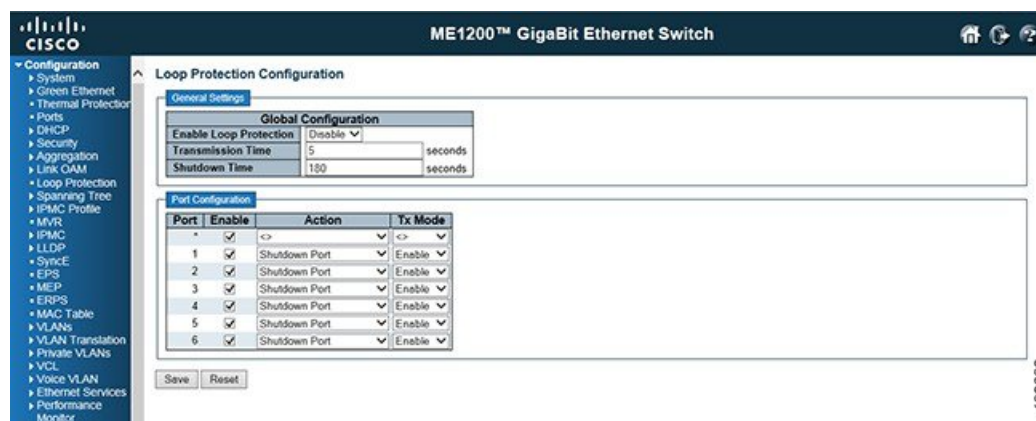 CISCO
ME1200™ GigaBit Ethernet Switch
Configuration
System
Green Ethernet
Thermal Protection
Ports
DHCP
Security
Aggregation
Link OAM
Loop Protection
Spanning Tree
IPMC Profile
MVR
IPMC
LLDP
SyncE
EPS
MEP
ERPS
MAC Table
VLANs
VLAN Translation
Private VLANs
VCL
Voice VLAN
Ethernet Services
Performance
Monitor
Loop Protection Configuration
General Settings
Global Configuration
Enable Loop Protection Disable
Transmission Time 5 seconds
Shutdown Time 180 seconds
Port Configuration
Port Enable Action Tx Mode
* <> <>
1 Shutdown Port Enable
2 Shutdown Port Enable
3 Shutdown Port Enable
4 Shutdown Port Enable
5 Shutdown Port Enable
6 Shutdown Port Enable
Save Reset